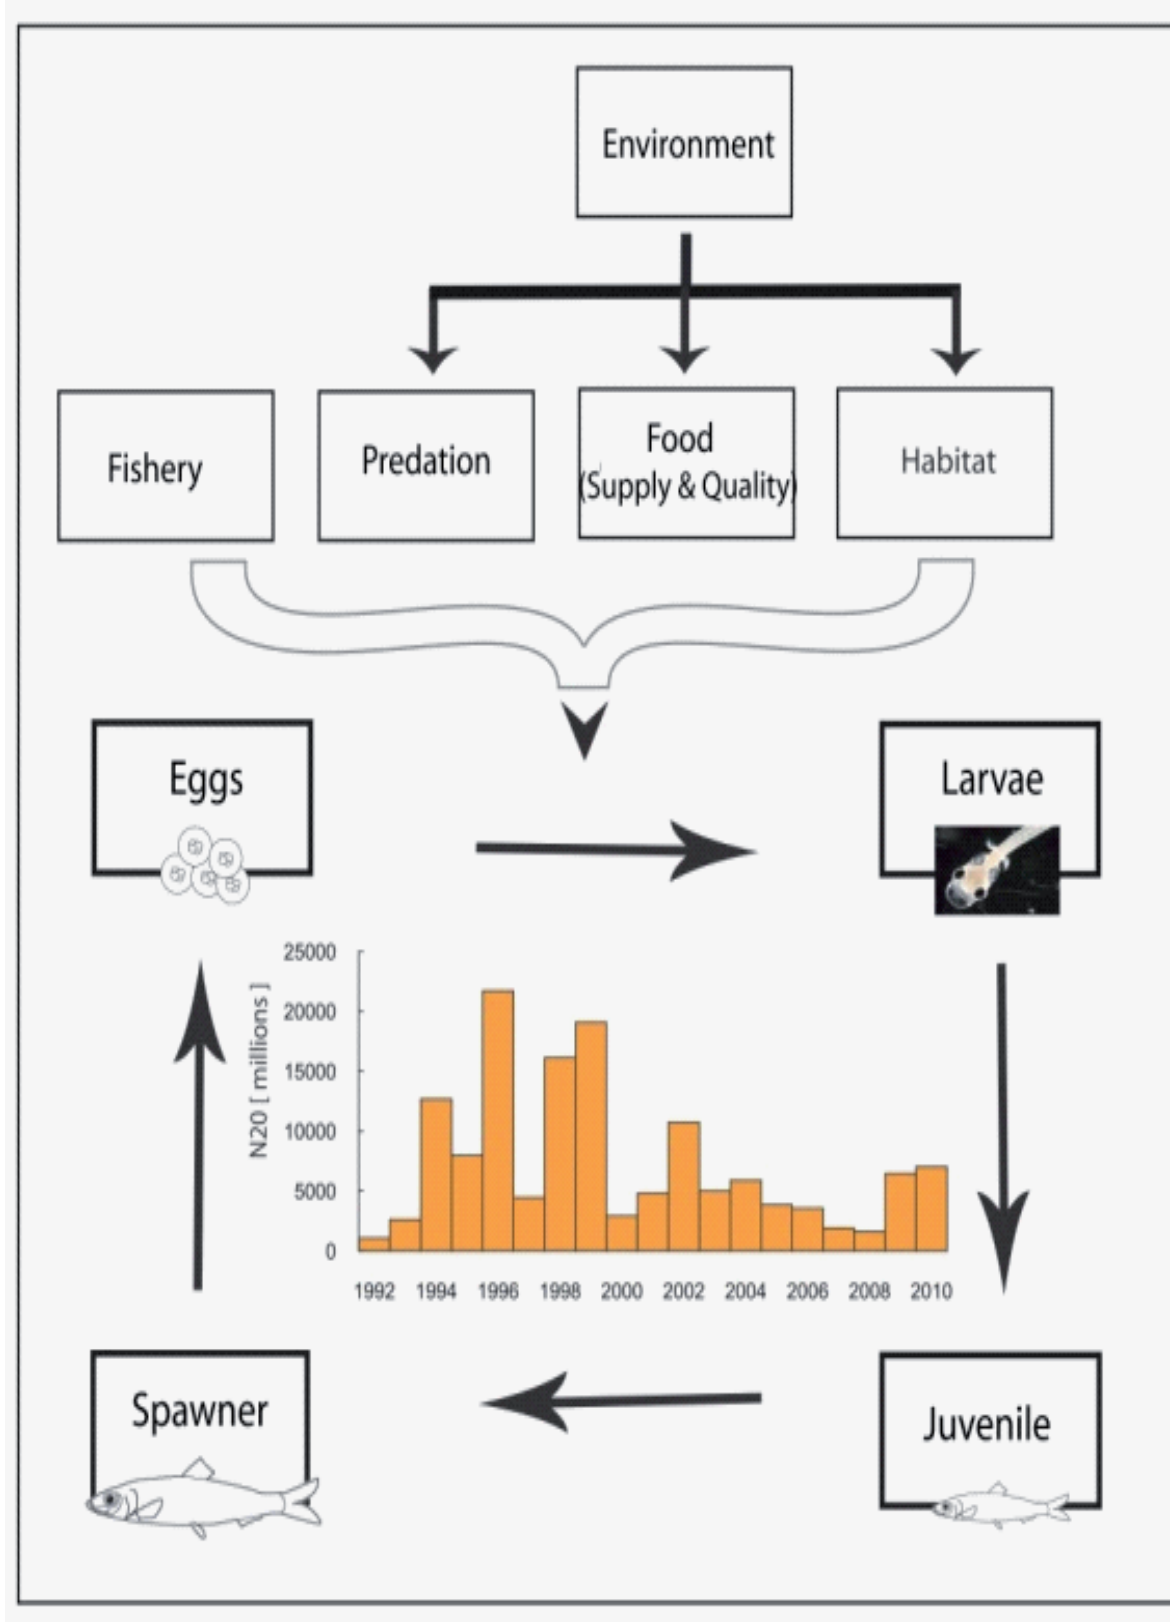 Environment
Fishery
Predation
Food
(Supply & Quality)
Habitat
Eggs
Larvae
N20 [ millions ]
25000
20000
15000
10000
5000
0
1992 1994 1996 1998 2000 2002 2004 2006 2008 2010
Spawner
Juvenile